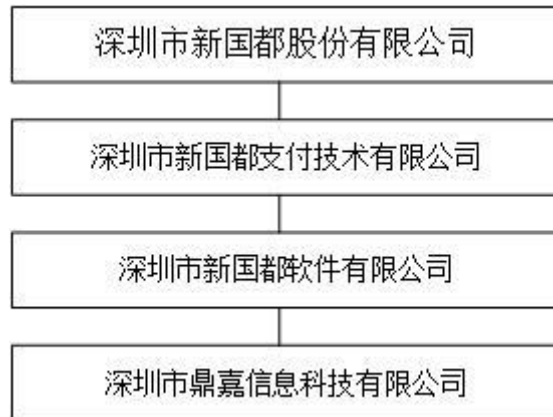 深圳市新国都股份有限公司
深圳市新国都支付技术有限公司
深圳市新国都软件有限公司
深圳市鼎嘉信息科技有限公司